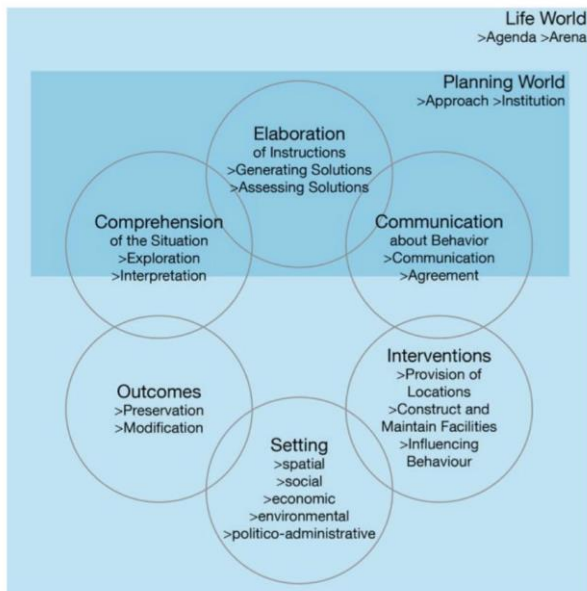 Life World
>Agenda >Arena
Planning World
>Approach >Institution
Elaboration
of Instructions
>Generating Solutions
>Assessing Solutions
Comprehension
of the Situation
>Exploration
>Interpretation
Communication
about Behavior
>Communication
>Agreement
Outcomes
>Preservation
>Modification
Interventions
>Provision of
Locations
>Construct and
Maintain Facilities
>Influencing
Behaviour
Setting
>spatial
>social
>economic
>environmental
>politico-administrative